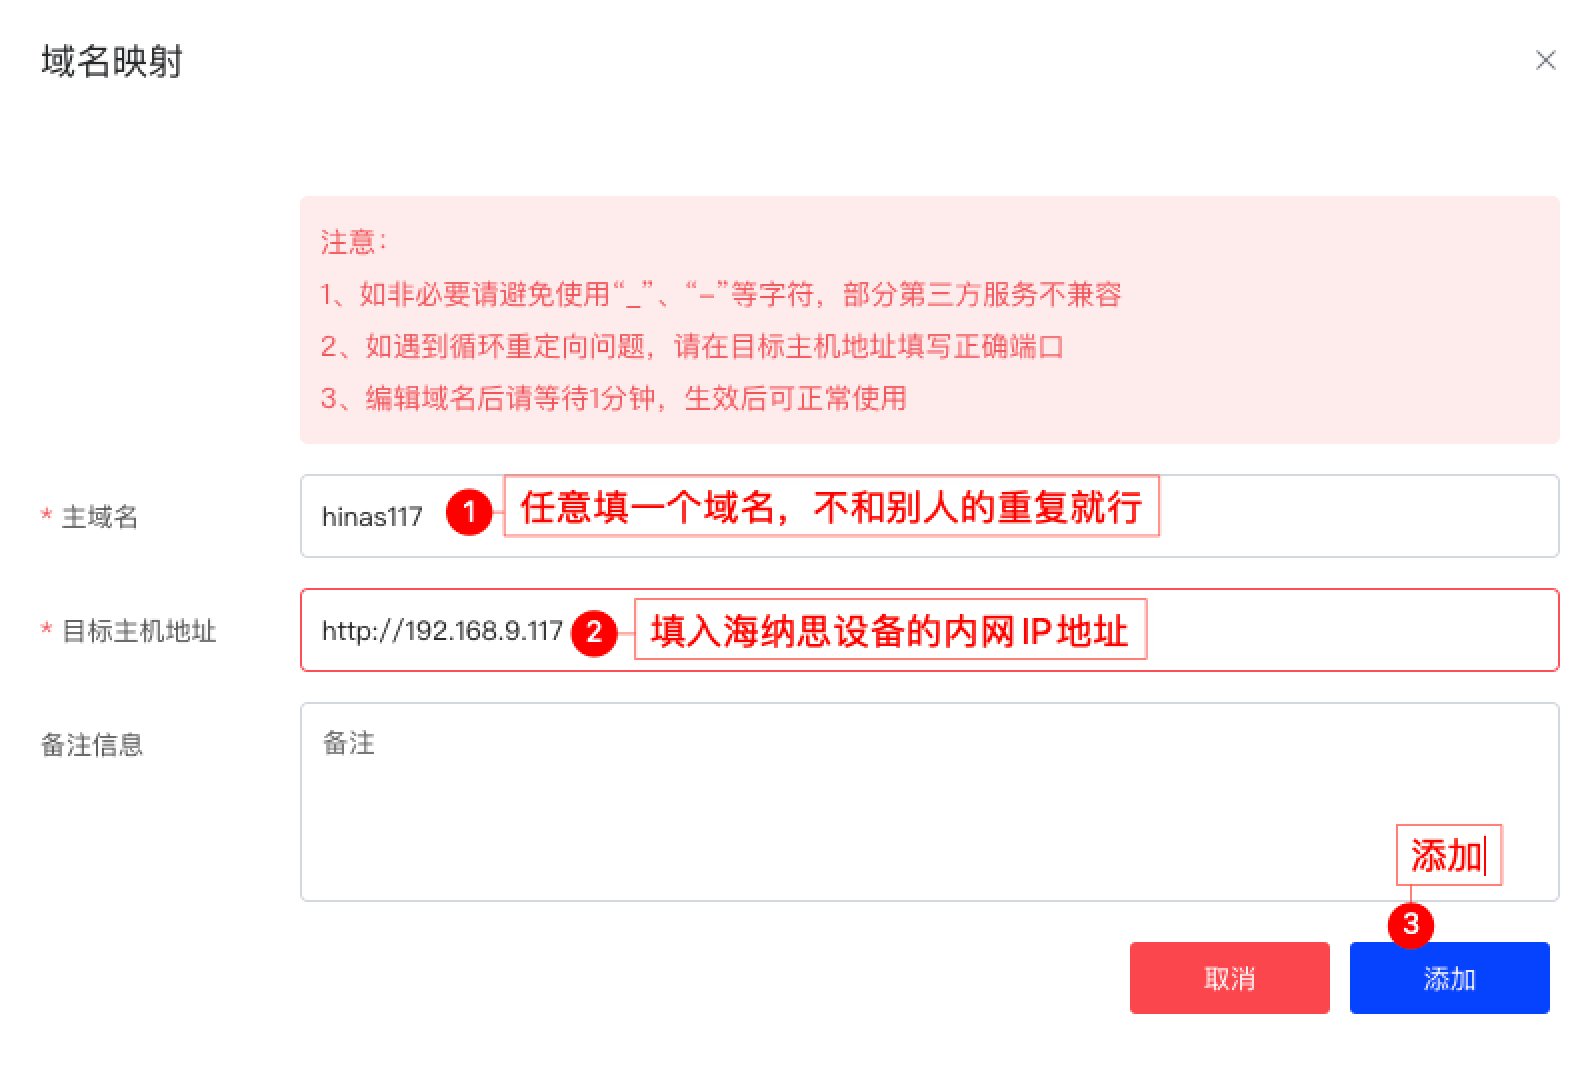 域名映射
注意：
1、如非必要请避免使用“_”、“-”等字符，部分第三方服务不兼容
2、如遇到循环重定向问题，请在目标主机地址填写正确端口
3、编辑域名后请等待1分钟，生效后可正常使用
* 主域名
hinas117
1
任意填一个域名，不和别人的重复就行
* 目标主机地址
http://192.168.9.117
2
填入海纳思设备的内网IP地址
备注信息
备注
添加
3
取消
添加